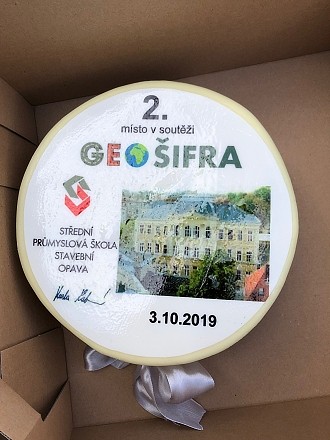 2.
místo v soutěži
GEOŠIFRA
STŘEDNÍ
PRŮMYSLOVÁ ŠKOLA
STAVEBNÍ
OPAVA
3.10.2019